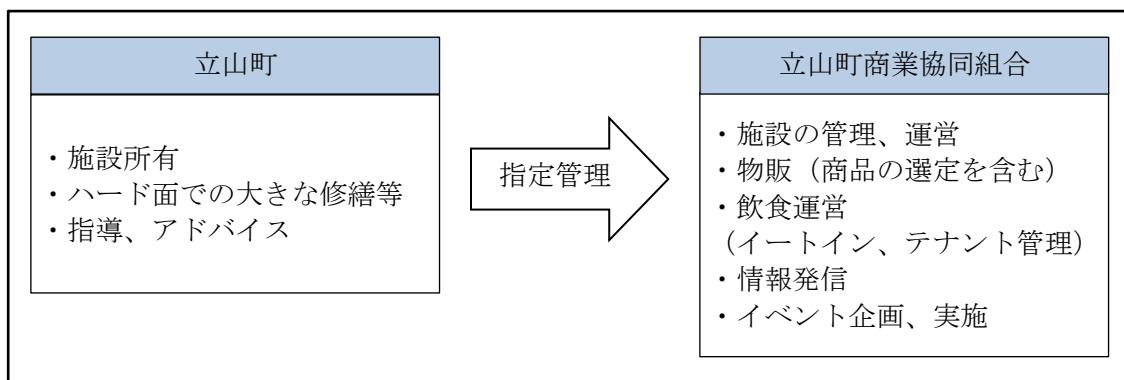 立山町
・施設所有
・ハード面での大きな修繕等
・指導、アドバイス
指定管理
立山町商業協同組合
・施設の管理、運営
・物販（商品の選定を含む）
・飲食運営
（イートイン、テナント管理）
・情報発信
・イベント企画、実施